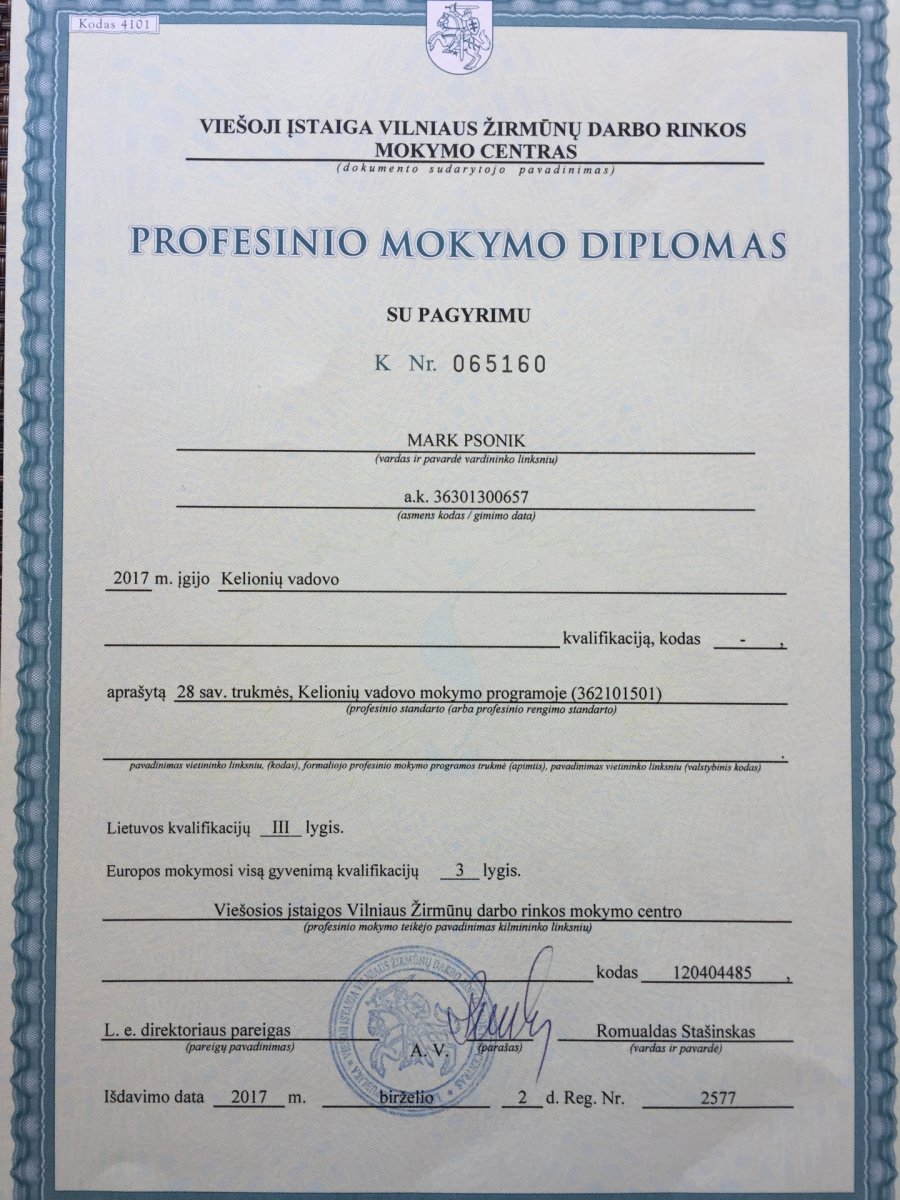 Kodas 4101
VIEŠOJI ĮSTAIGA VILNIAUS ŽIRMŪNŲ DARBO RINKOS
MOKYMO CENTRAS
(dokumento sudarytojo pavadinimas)
PROFESINIO MOKYMO DIPLOMAS
SU PAGYRIMU
K Nr. 065160
MARK PSONIK
(vardas ir pavardė vardininko linksniu)
a.k. 36301300657
(asmens kodas / gimimo data)
2017 m. įgijo Kelionių vadovo
kvalifikaciją, kodas - ,
aprašytą 28 sav. trukmės, Kelionių vadovo mokymo programoje (362101501)
(profesinio standarto (arba profesinio rengimo standarto)
.
pavadinimas vietininko linksniu, (kodas), formaliojo profesinio mokymo programos trukmė (apimtis), pavadinimas vietininko linksniu (valstybinis kodas)
Lietuvos kvalifikacijų III lygis.
Europos mokymosi visą gyvenimą kvalifikacijų 3 lygis.
Viešosios įstaigos Vilniaus Žirmūnų darbo rinkos mokymo centro
(profesinio mokymo teikėjo pavadinimas kilmininko linksniu)
kodas 120404485 ,
L. e. direktoriaus pareigas Romualdas Stašinskas
(pareigų pavadinimas) A. V. (parašas) (vardas ir pavardė)
Išdavimo data 2017 m. birželio 2 d. Reg. Nr. 2577
VIEŠOJI ĮSTAIGA VILNIAUS ŽIRMŪNŲ DARBO